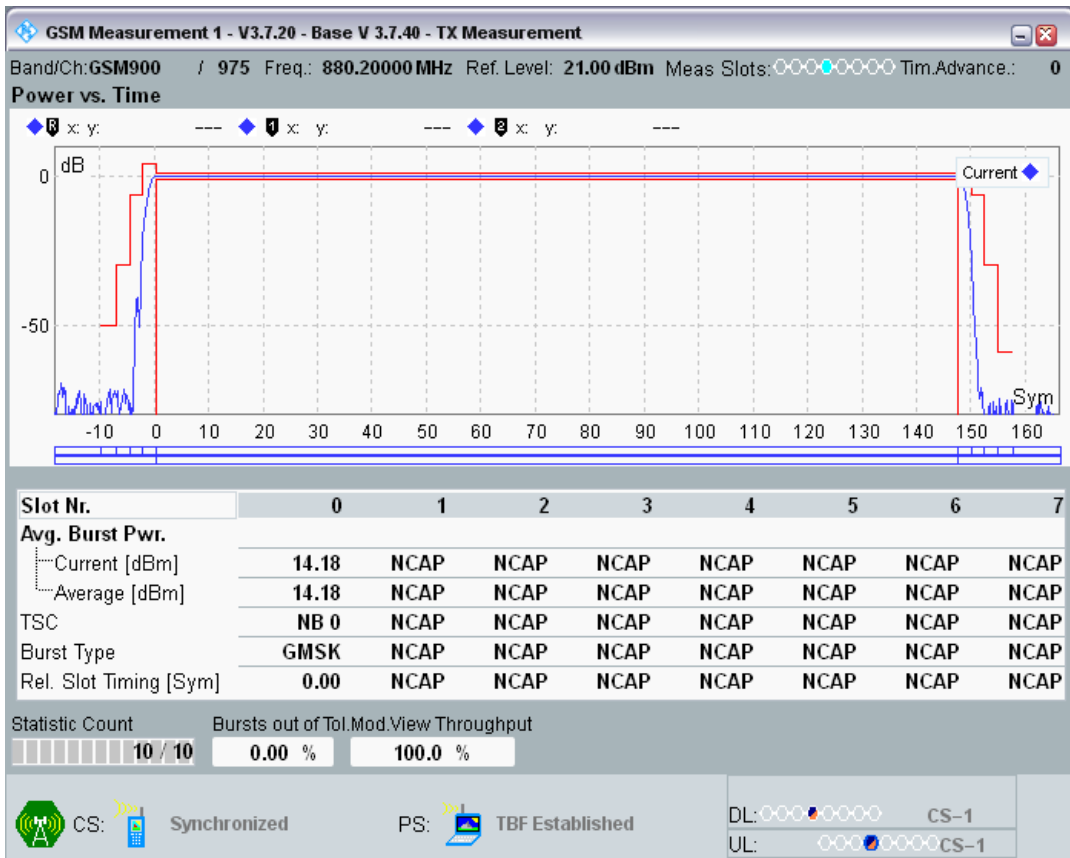 GSM Measurement 1 - V3.7.20 - Base V 3.7.40 - TX Measurement
Band/Ch:GSM900 / 975 Freq.: 880.20000 MHz Ref. Level: 21.00 dBm Meas Slots: Tim.Advance.: 0
Power vs. Time
R x: y: --- 1 x: y: --- 2 x: y: ---
dB
Current
0
-50
Sym
-10 0 10 20 30 40 50 60 70 80 90 100 110 120 130 140 150 160
Slot Nr. 0 1 2 3 4 5 6 7
Avg. Burst Pwr.
Current [dBm] 14.18 NCAP NCAP NCAP NCAP NCAP NCAP NCAP
Average [dBm] 14.18 NCAP NCAP NCAP NCAP NCAP NCAP NCAP
TSC NB 0 NCAP NCAP NCAP NCAP NCAP NCAP NCAP
Burst Type GMSK NCAP NCAP NCAP NCAP NCAP NCAP NCAP
Rel. Slot Timing [Sym] 0.00 NCAP NCAP NCAP NCAP NCAP NCAP NCAP
Statistic Count Bursts out of Tol.Mod.View Throughput
10 / 10 0.00 % 100.0 %
CS: Synchronized PS: TBF Established
DL: CS-1
UL: CS-1